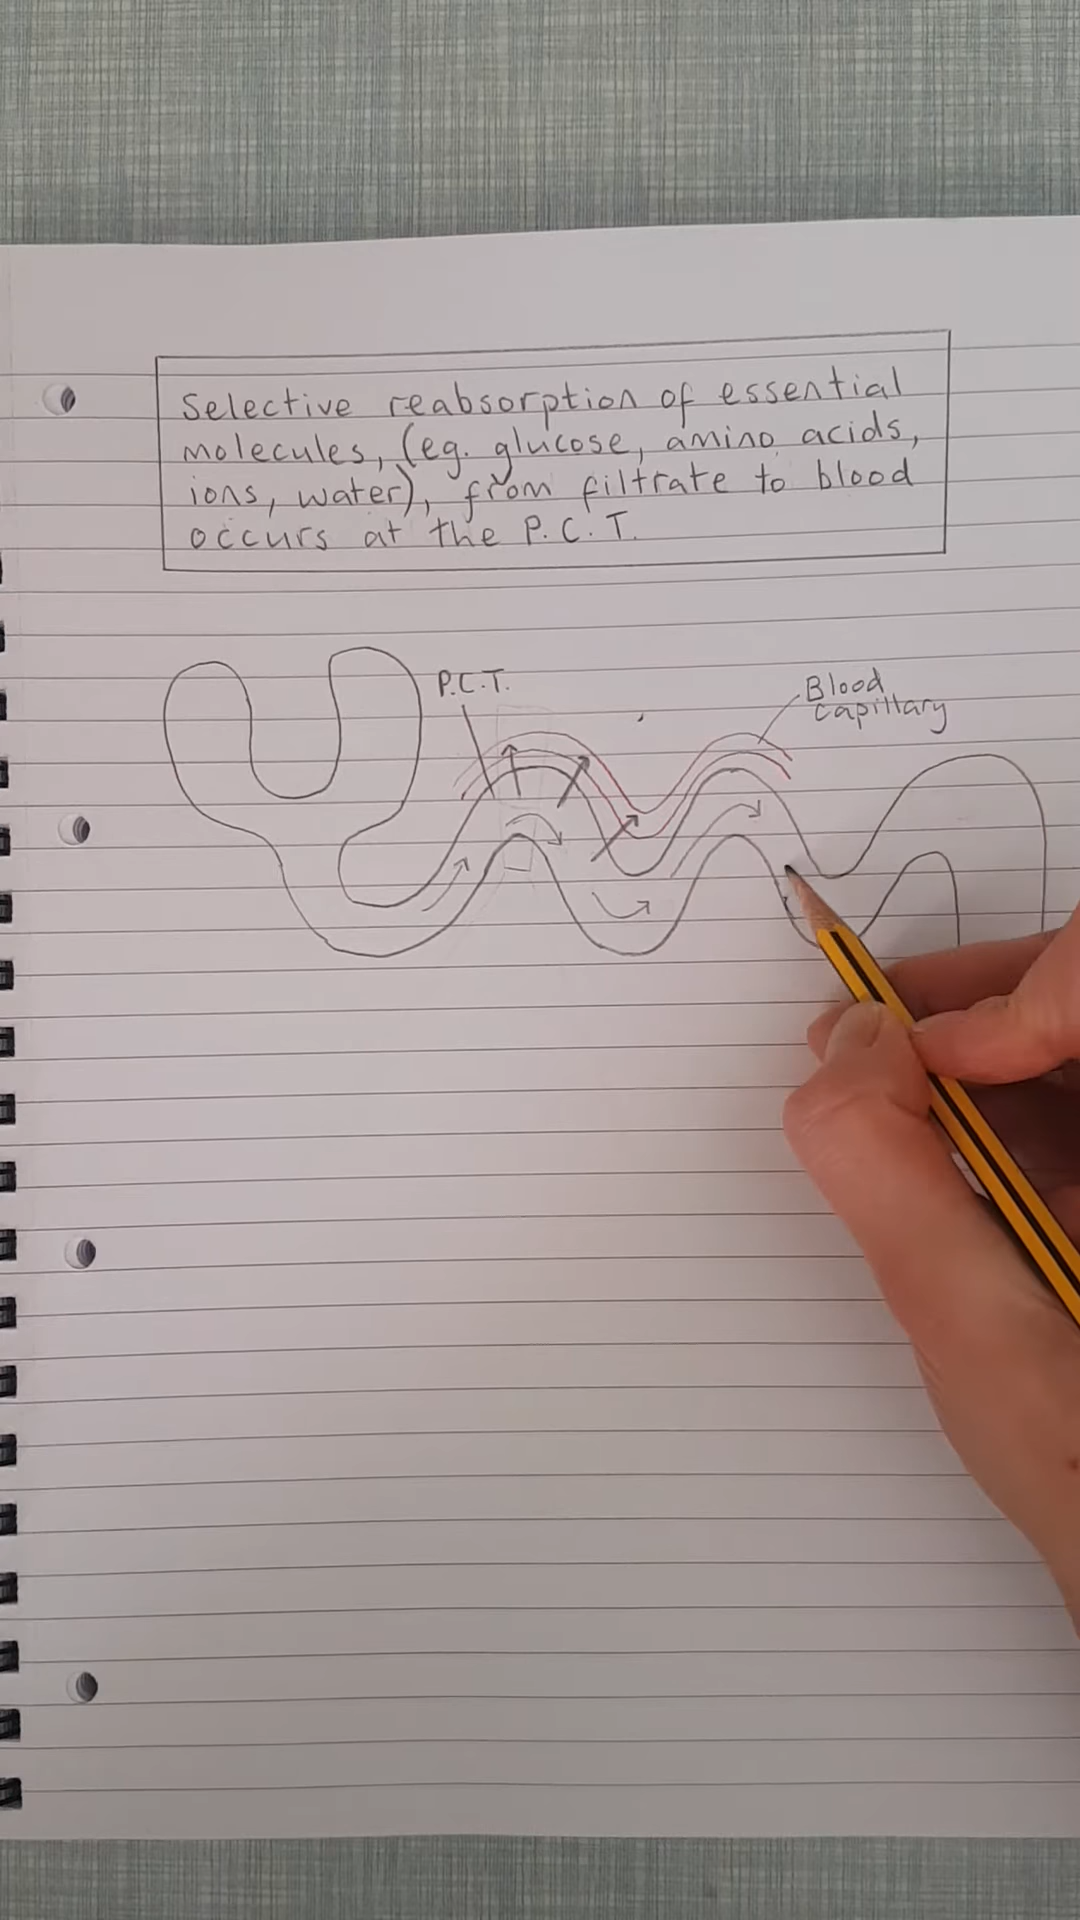 Selective reabsorption of essential
molecules, (eg. glucose, amino acids,
ions, water), from filtrate to blood
occurs at the P.C.T.
P.C.T.
Blood
capillary